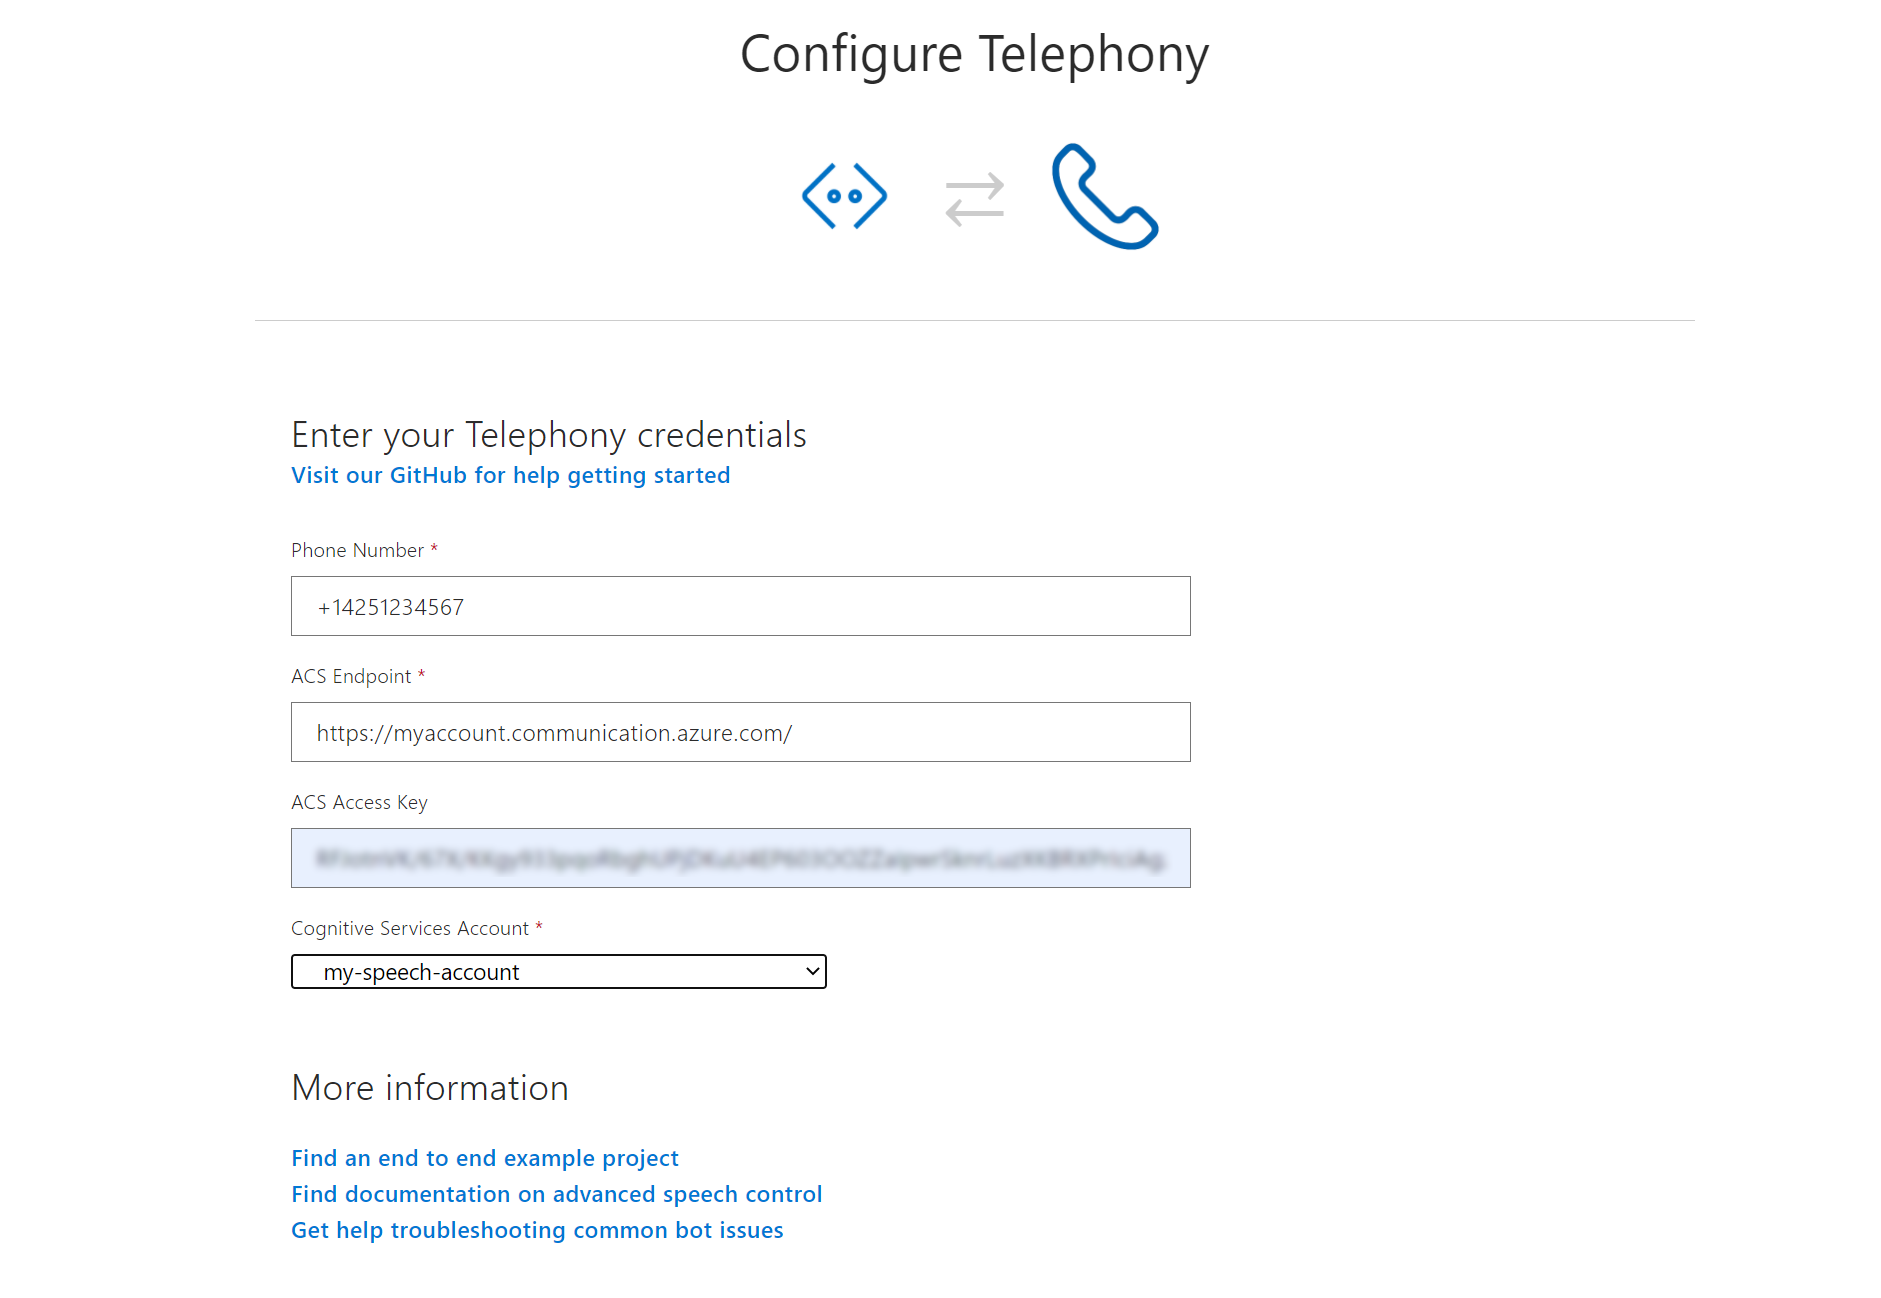 Configure Telephony
Enter your Telephony credentials
Visit our GitHub for help getting started
Phone Number *
+14251234567
ACS Endpoint *
https://myaccount.communication.azure.com/
ACS Access Key
Cognitive Services Account *
my-speech-account
More information
Find an end to end example project
Find documentation on advanced speech control
Get help troubleshooting common bot issues